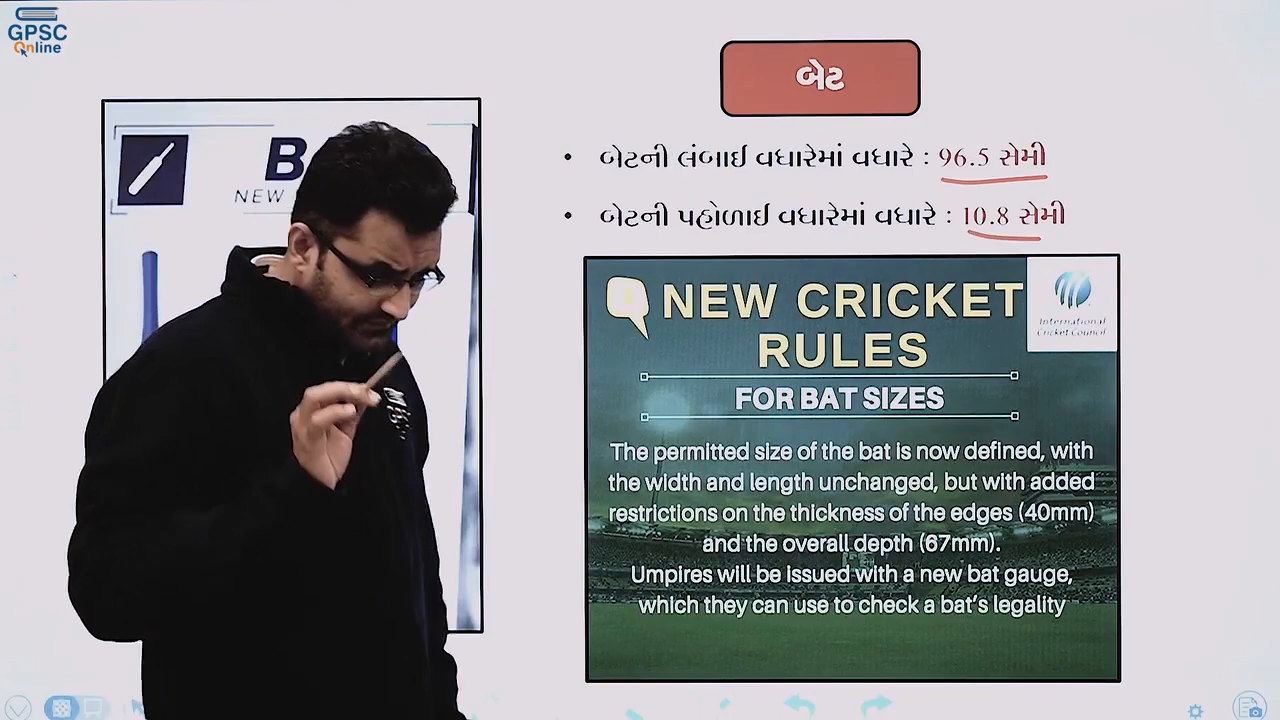 GPSC
Online
બેટ
• બેટની લંબાઈ વધારેમાં વધારે : 96.5 સેમી
• બેટની પહોળાઈ વધારેમાં વધારે : 10.8 સેમી
B
NEW
NEW CRICKET
RULES
FOR BAT SIZES
International
Cricket Council
The permitted size of the bat is now defined, with
the width and length unchanged, but with added
restrictions on the thickness of the edges (40mm)
and the overall depth (67mm).
Umpires will be issued with a new bat gauge,
which they can use to check a bat's legality